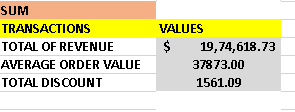 SUM
TRANSACTIONS VALUES
TOTAL OF REVENUE $ 19,74,618.73
AVERAGE ORDER VALUE 37873.00
TOTAL DISCOUNT 1561.09